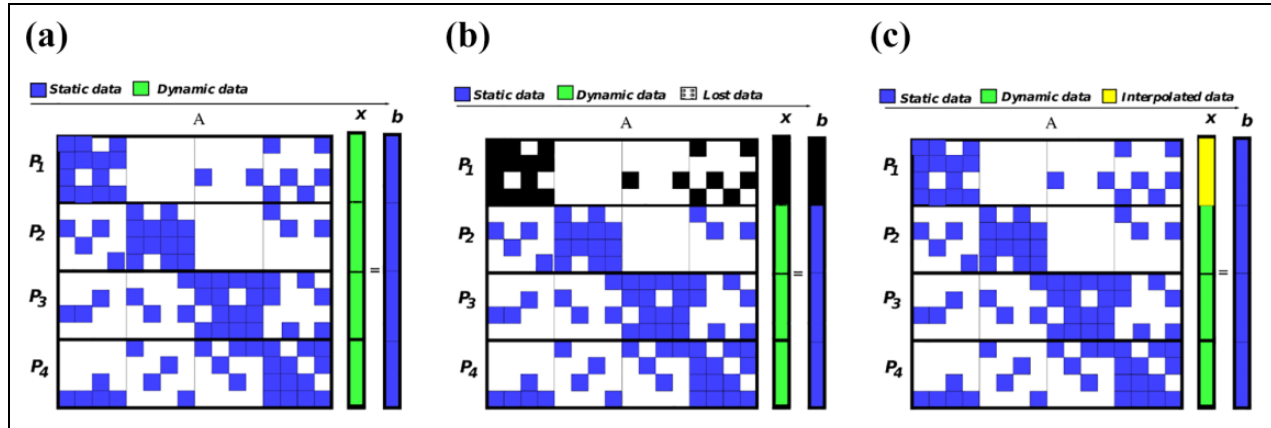 (a)
Static data Dynamic data
A
x
b
P1
P2
P3
P4
=
(b)
Static data Dynamic data Lost data
A
x
b
P1
P2
P3
P4
=
(c)
Static data Dynamic data Interpolated data
A
x
b
P1
P2
P3
P4
=